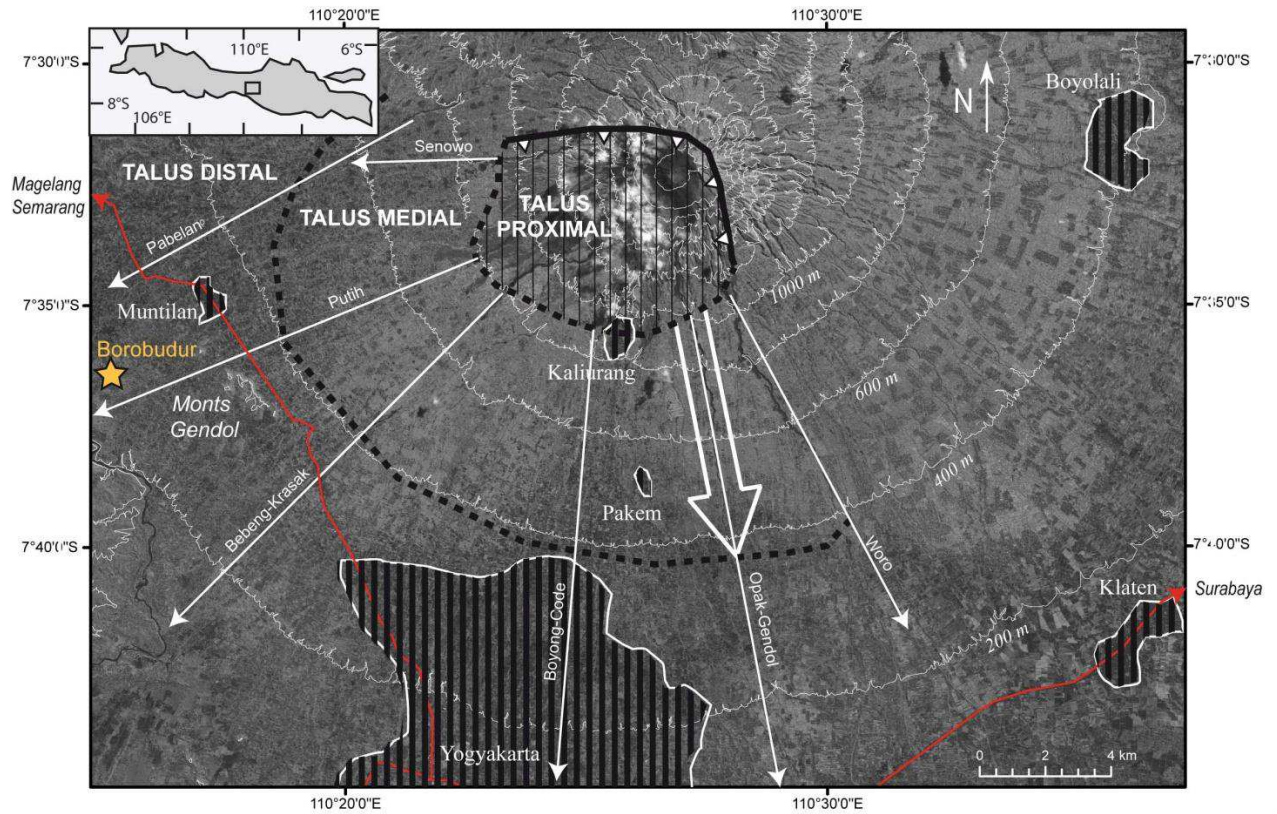 110°20'0"E
110°30'0"E
110°E
6°S
8°S
106°E
7°30'0"S
N
Boyolali
Senowo
TALUS DISTAL
Magelang
Semarang
TALUS MEDIAL
TALUS
PROXIMAL
Pabelan
7°35'0"S
1000 m
Muntilan
Putih
Borobudur
Kaliurang
600 m
Monts
Gendol
400 m
Pakem
Bebeng-Krasak
7°40'0"S
Woro
Klaten
Surabaya
Boyong-Code
Opak-Gendol
200 m
Yogyakarta
0 2 4 km
110°20'0"E
110°30'0"E